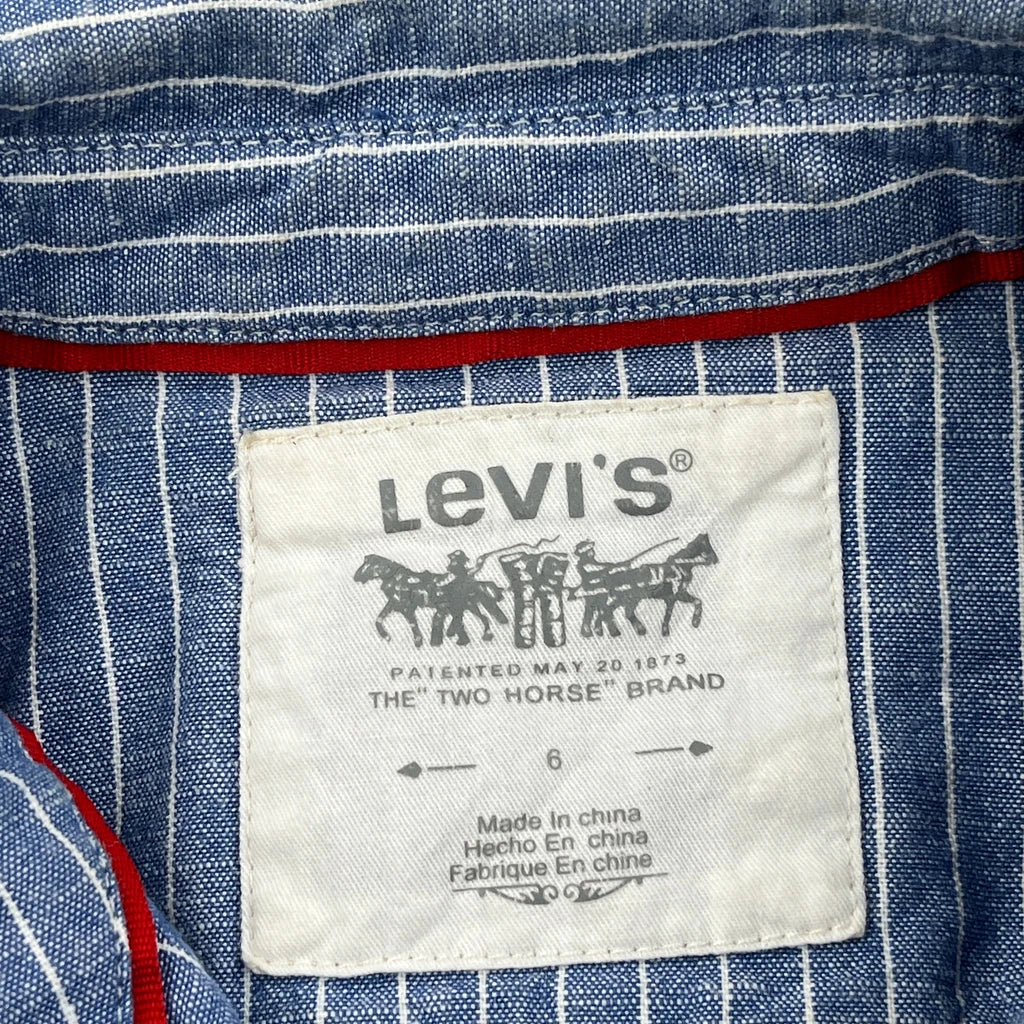 Levi's®
PATENTED MAY 20 1873
THE" TWO HORSE" BRAND
6
Made In china
Hecho En china
Fabrique En chine